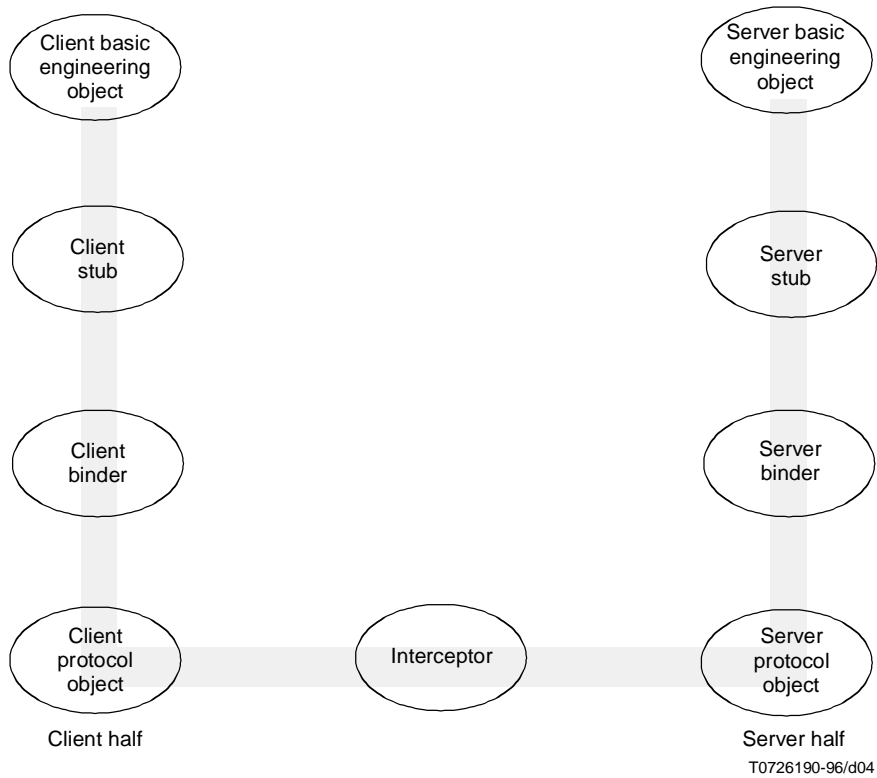 Client basic
engineering
object
Server basic
engineering
object
Client
stub
Server
stub
Client
binder
Server
binder
Client
protocol
object
Interceptor
Server
protocol
object
Client half
Server half
T0726190-96/d04